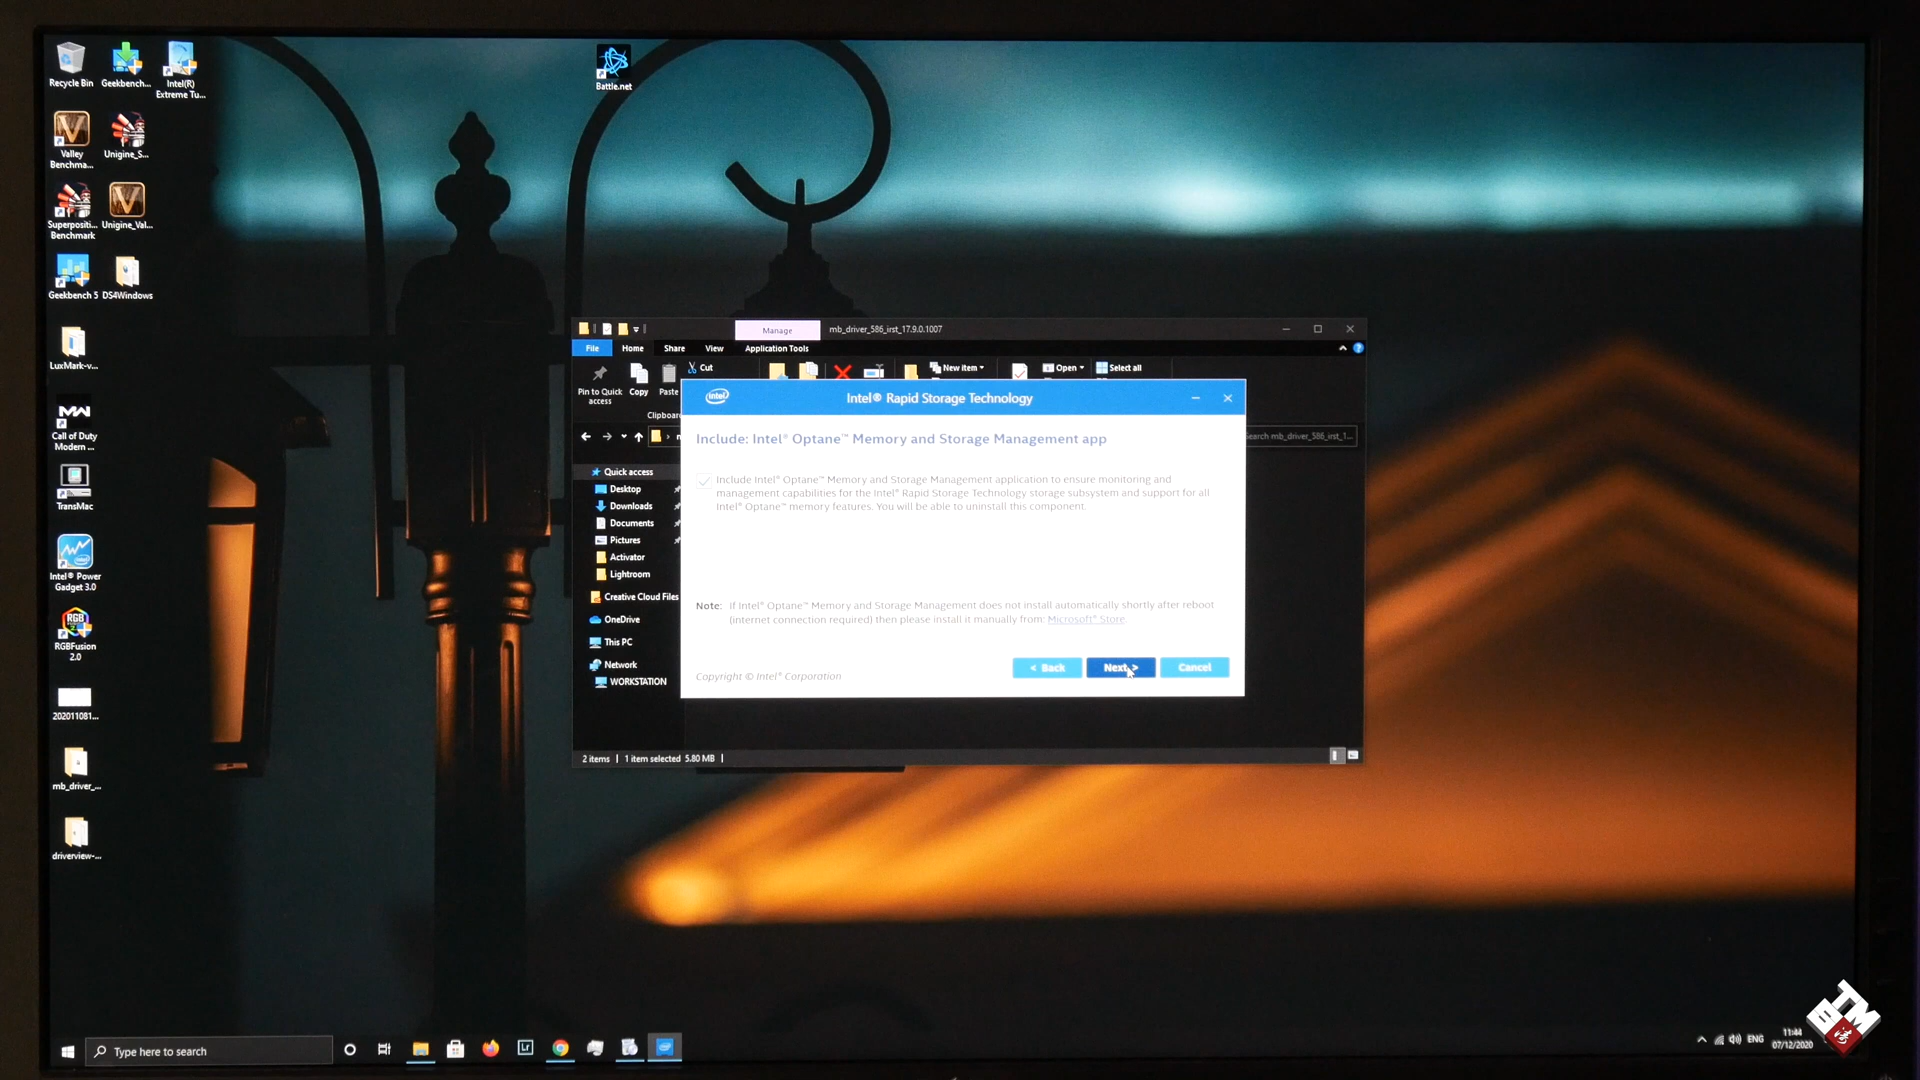 Recycle Bin
Geekbench...
Intel(R)
Extreme Tu...
Battle.net
Valley
Benchma...
Unigine_S...
Superpositi...
Benchmark
Unigine_Val...
Geekbench 5
DS4Windows
LuxMark-v...
Call of Duty
Modern ...
TransMac
Intel® Power
Gadget 3.0
RGBFusion
2.0
202011081...
mb_driver_...
driverview-...
Manage
mb_driver_586_irst_17.9.0.1007
File
Home
Share
View
Application Tools
Pin to Quick
access
Copy
Paste
Cut
New item
Open
Select all
Search mb_driver_586_irst_1...
Quick access
Desktop
Downloads
Documents
Pictures
Activator
Lightroom
Creative Cloud Files
OneDrive
This PC
Network
WORKSTATION
2 items
1 item selected 5.80 MB
intel
Intel® Rapid Storage Technology
Include: Intel® Optane™ Memory and Storage Management app
Include Intel® Optane™ Memory and Storage Management application to ensure monitoring and
management capabilities for the Intel® Rapid Storage Technology storage subsystem and support for all
Intel® Optane™ memory features. You will be able to uninstall this component.
Note: If Intel® Optane™ Memory and Storage Management does not install automatically shortly after reboot
(internet connection required) then please install it manually from: Microsoft® Store
Copyright © Intel® Corporation
< Back
Next >
Cancel
Type here to search
Lr
ENG
11:44
07/12/2020